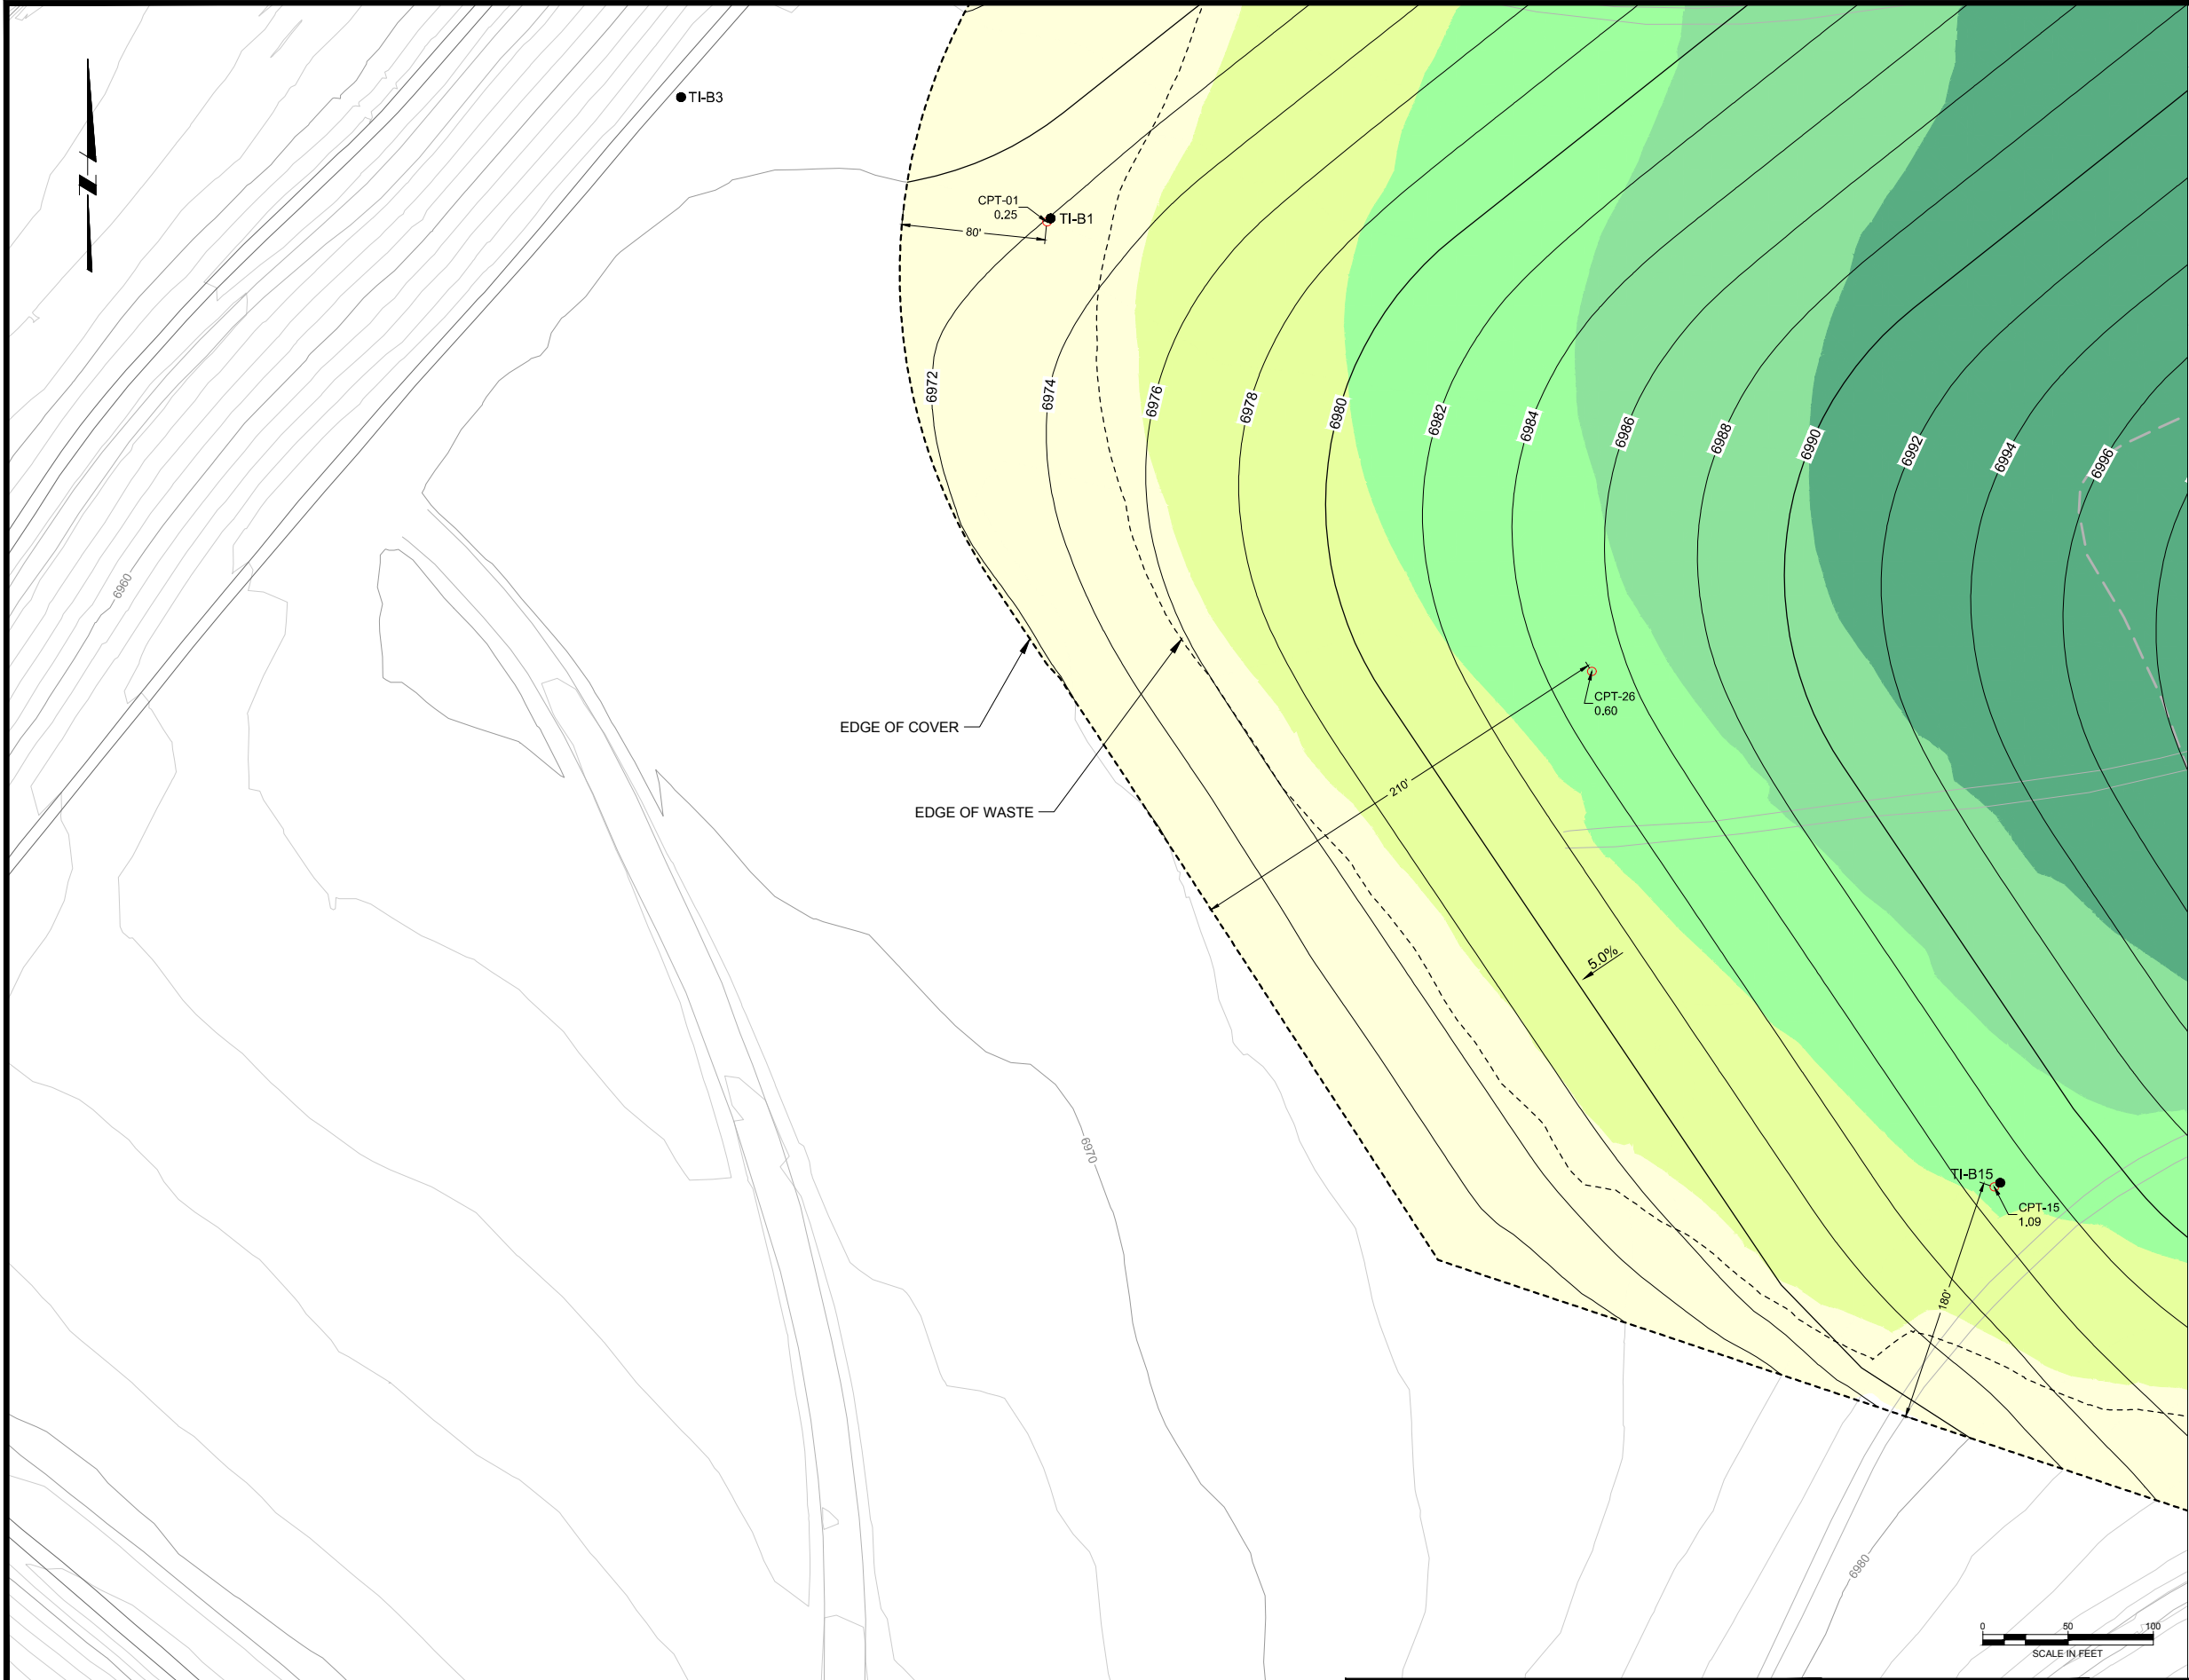 TI-B3
CPT-01
0.25
TI-B1
80'
6972
6974
6976
6978
6980
6982
6984
6986
6988
6990
6992
6994
6996
6960
EDGE OF COVER
CPT-26
0.60
210'
EDGE OF WASTE
5.0%
6970
TI-B15
CPT-15
1.09
180'
6980
0 50 100
SCALE IN FEET